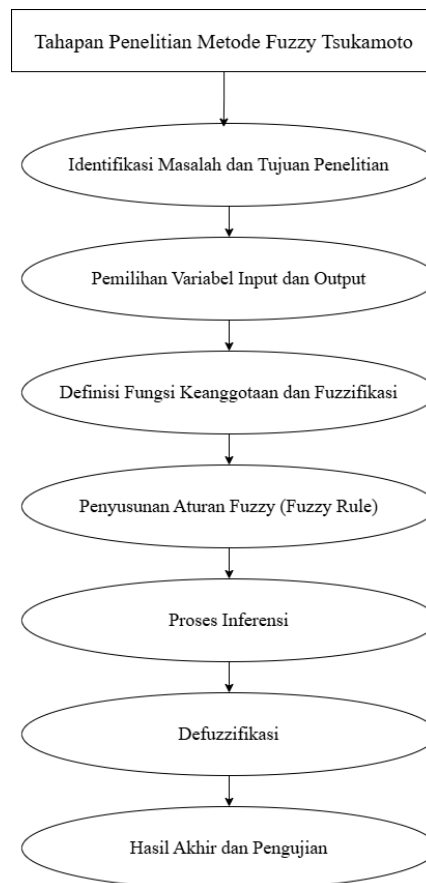 Tahapan Penelitian Metode Fuzzy Tsukamoto
Identifikasi Masalah dan Tujuan Penelitian
Pemilihan Variabel Input dan Output
Definisi Fungsi Keanggotaan dan Fuzzifikasi
Penyusunan Aturan Fuzzy (Fuzzy Rule)
Proses Inferensi
Defuzzifikasi
Hasil Akhir dan Pengujian